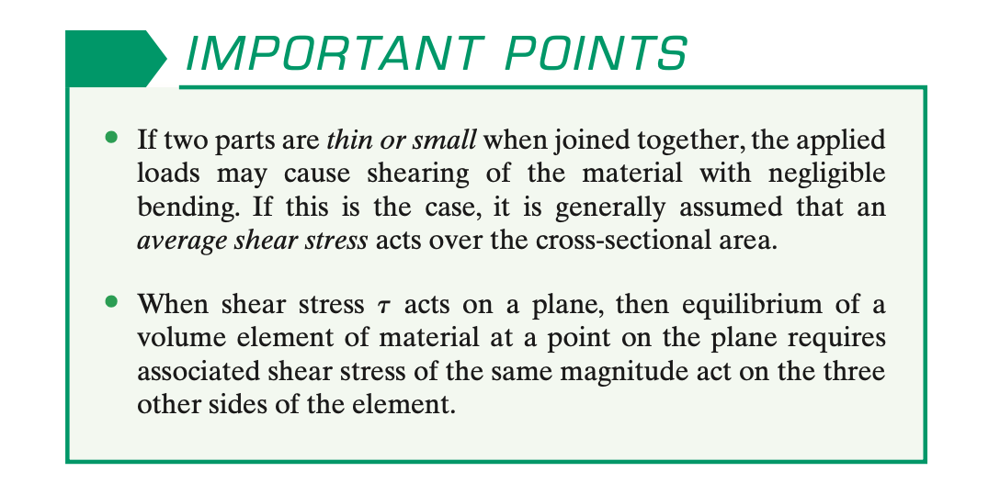 IMPORTANT POINTS
• If two parts are thin or small when joined together, the applied
loads may cause shearing of the material with negligible
bending. If this is the case, it is generally assumed that an
average shear stress acts over the cross-sectional area.
• When shear stress τ acts on a plane, then equilibrium of a
volume element of material at a point on the plane requires
associated shear stress of the same magnitude act on the three
other sides of the element.